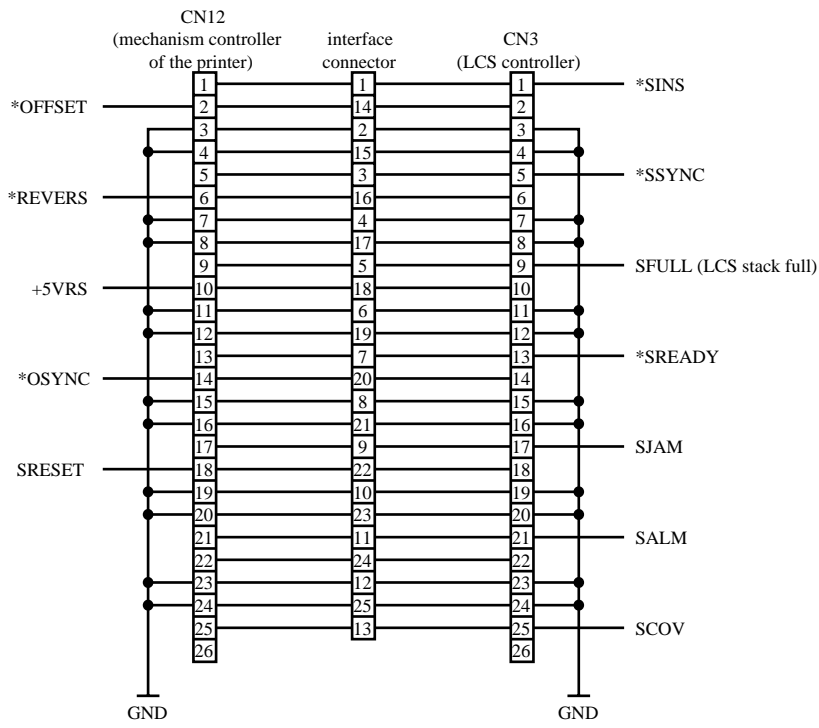 CN12
(mechanism controller
of the printer)
interface
connector
CN3
(LCS controller)
1 1 1 *SINS
*OFFSET 2 14 2
3 2 3
4 15 4
5 3 5 *SSYNC
*REVERS 6 16 6
7 4 7
8 17 8
9 5 9 SFULL (LCS stack full)
+5VRS 10 18 10
11 6 11
12 19 12
13 7 13 *SREADY
*OSYNC 14 20 14
15 8 15
16 21 16
17 9 17 SJAM
SRESET 18 22 18
19 10 19
20 23 20
21 11 21 SALM
22 24 22
23 12 23
24 25 24
25 13 25 SCOV
26 26
GND GND